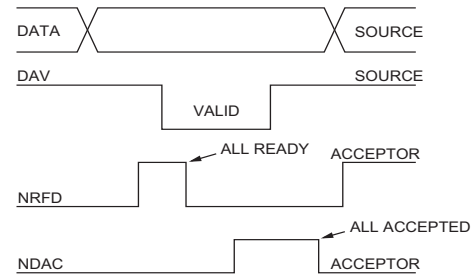 DATA SOURCE
DAV SOURCE
VALID
ALL READY
ACCEPTOR
NRFD
ALL ACCEPTED
NDAC ACCEPTOR